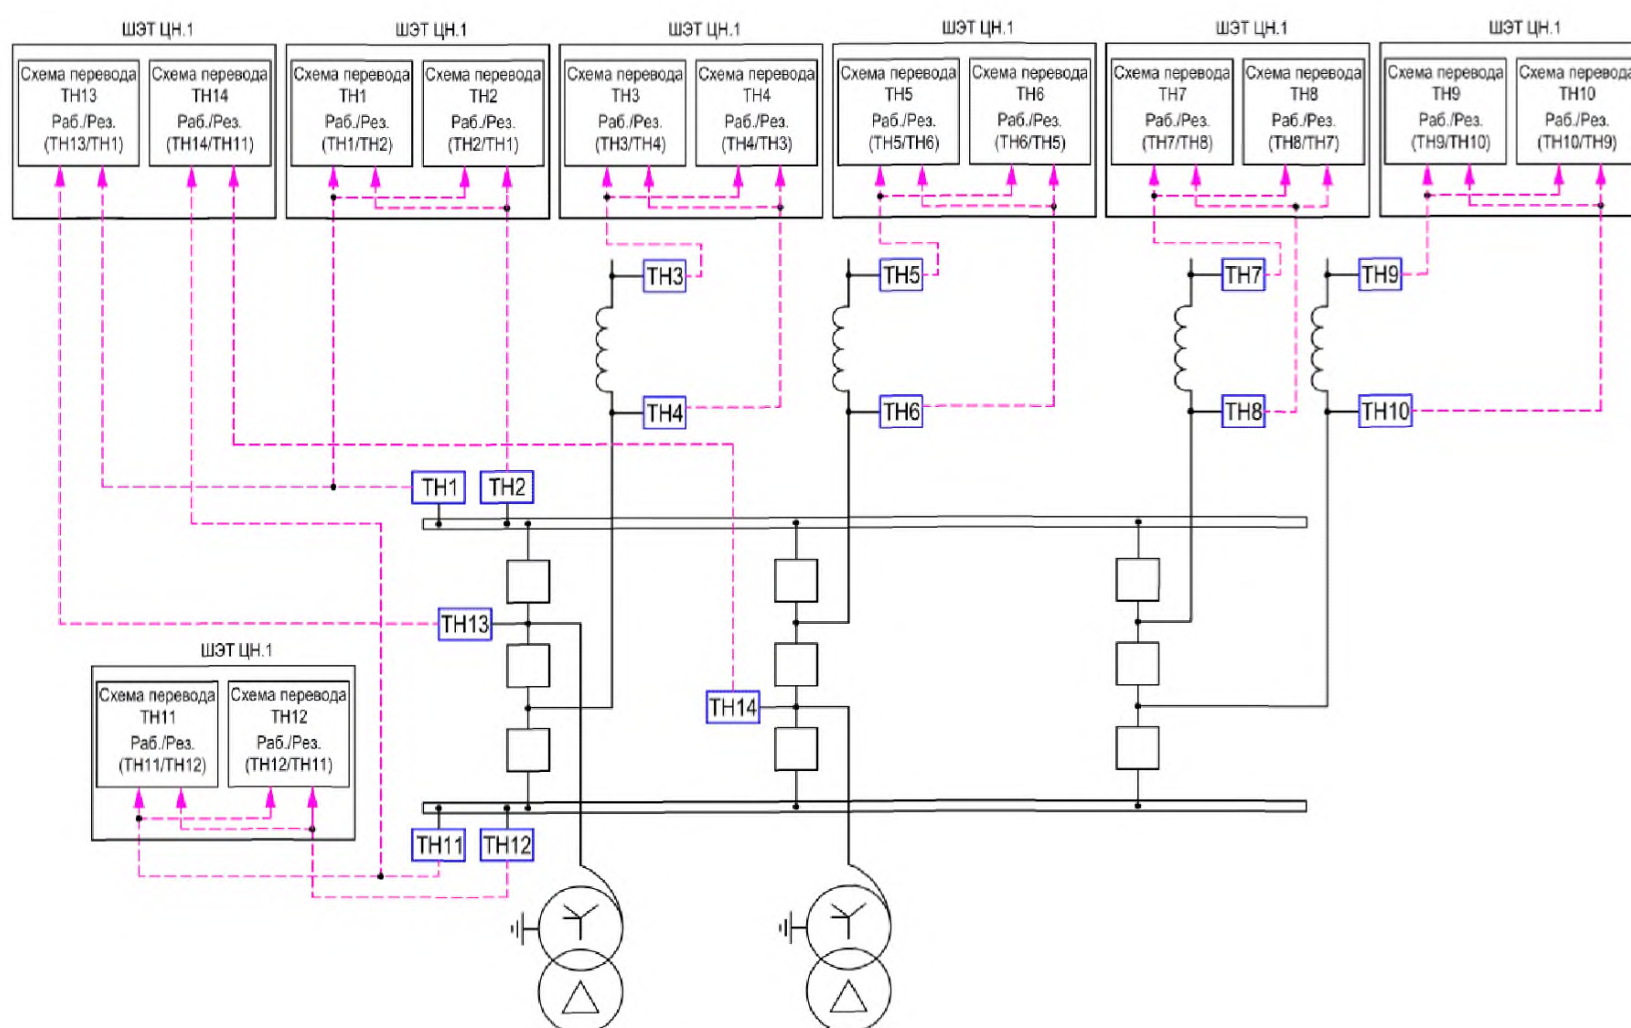 ШЭТ ЦН.1
Схема перевода
ТН13
Раб./Рез.
(ТН13/ТН1)
Схема перевода
ТН14
Раб./Рез.
(ТН14/ТН11)
ШЭТ ЦН.1
Схема перевода
ТН1
Раб./Рез.
(ТН1/ТН2)
Схема перевода
ТН2
Раб./Рез.
(ТН2/ТН1)
ШЭТ ЦН.1
Схема перевода
ТН3
Раб./Рез.
(ТН3/ТН4)
Схема перевода
ТН4
Раб./Рез.
(ТН4/ТН3)
ШЭТ ЦН.1
Схема перевода
ТН5
Раб./Рез.
(ТН5/ТН6)
Схема перевода
ТН6
Раб./Рез.
(ТН6/ТН5)
ШЭТ ЦН.1
Схема перевода
ТН7
Раб./Рез.
(ТН7/ТН8)
Схема перевода
ТН8
Раб./Рез.
(ТН8/ТН7)
ШЭТ ЦН.1
Схема перевода
ТН9
Раб./Рез.
(ТН9/ТН10)
Схема перевода
ТН10
Раб./Рез.
(ТН10/ТН9)
ТН3
ТН5
ТН7
ТН9
ТН4
ТН6
ТН8
ТН10
ТН1
ТН2
ТН13
ТН14
ШЭТ ЦН.1
Схема перевода
ТН11
Раб./Рез.
(ТН11/ТН12)
Схема перевода
ТН12
Раб./Рез.
(ТН12/ТН11)
ТН11
ТН12